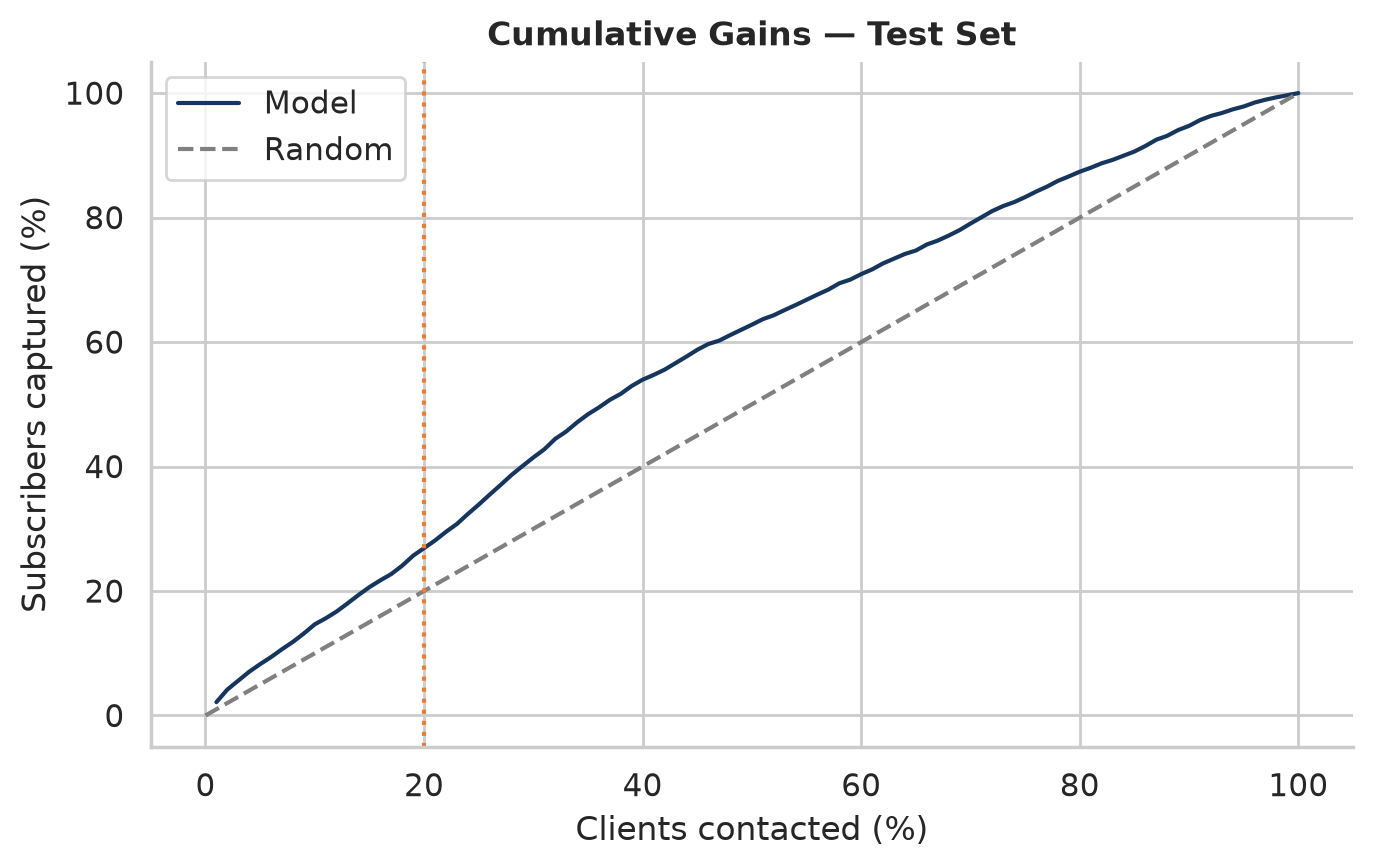 Cumulative Gains — Test Set
Model
Random
Subscribers captured (%)
100
80
60
40
20
0
0 20 40 60 80 100
Clients contacted (%)